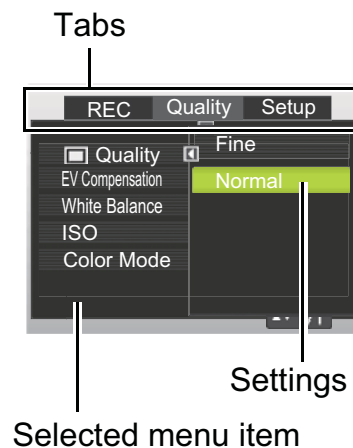 Tabs
REC Quality Setup
Quality Fine
EV Compensation Normal
White Balance
ISO
Color Mode
Settings
Selected menu item